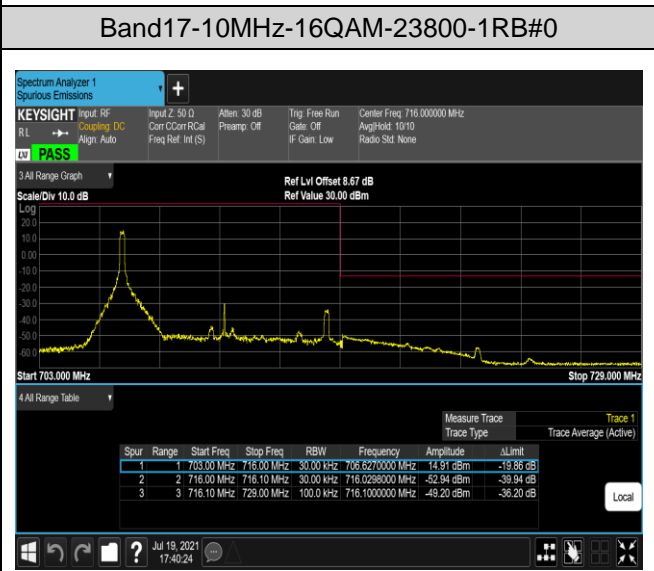 Band17-10MHz-16QAM-23800-1RB#0
Spectrum Analyzer 1
Spurious Emissions
+
KEYSIGHT Input: RF Input Z: 50 Ω Atten: 30 dB Trig: Free Run Center Freq: 716.000000 MHz
RL Coupling: DC Corr CCorr RCal Preamp: Off Gate: Off Avg|Hold: 10/10
Align: Auto Freq Ref: Int (S) IF Gain: Low Radio Std: None
LXI PASS
3 All Range Graph
Ref Lvl Offset 8.67 dB
Scale/Div 10.0 dB Ref Value 30.00 dBm
Log
20.0
10.0
0.00
-10.0
-20.0
-30.0
-40.0
-50.0
-60.0
Start 703.000 MHz Stop 729.000 MHz
4 All Range Table
Measure Trace Trace 1
Trace Type Trace Average (Active)
Spur Range Start Freq Stop Freq RBW Frequency Amplitude ΔLimit
1 1 703.00 MHz 716.00 MHz 30.00 kHz 706.6270000 MHz 14.91 dBm -19.86 dB
2 2 716.00 MHz 716.10 MHz 30.00 kHz 716.0298000 MHz -52.94 dBm -39.94 dB
3 3 716.10 MHz 729.00 MHz 100.0 kHz 716.1000000 MHz -49.20 dBm -36.20 dB
Local
? Jul 19, 2021
17:40:24